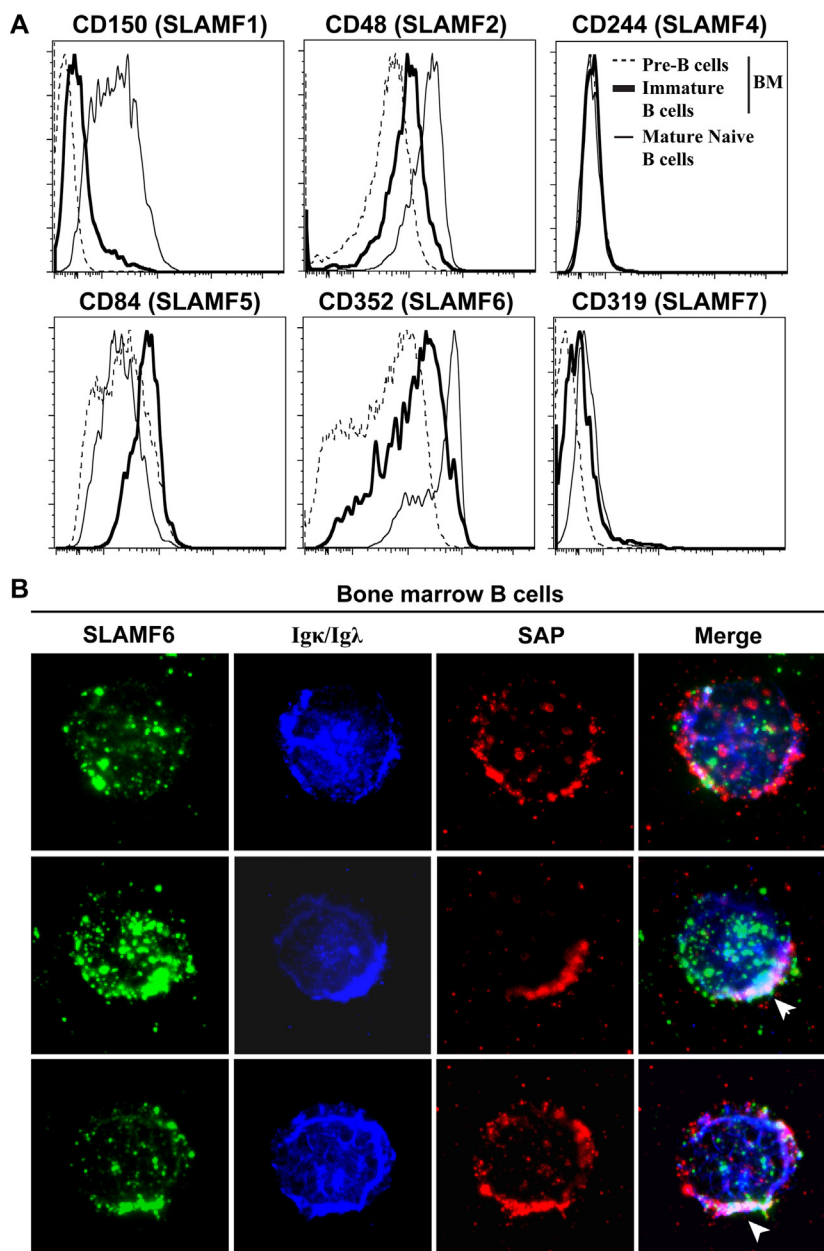 A
CD150 (SLAMF1)
CD48 (SLAMF2)
CD244 (SLAMF4)
Pre-B cells
Immature
B cells
BM
Mature Naive
B cells
CD84 (SLAMF5)
CD352 (SLAMF6)
CD319 (SLAMF7)
B
Bone marrow B cells
SLAMF6
Igκ/Igλ
SAP
Merge